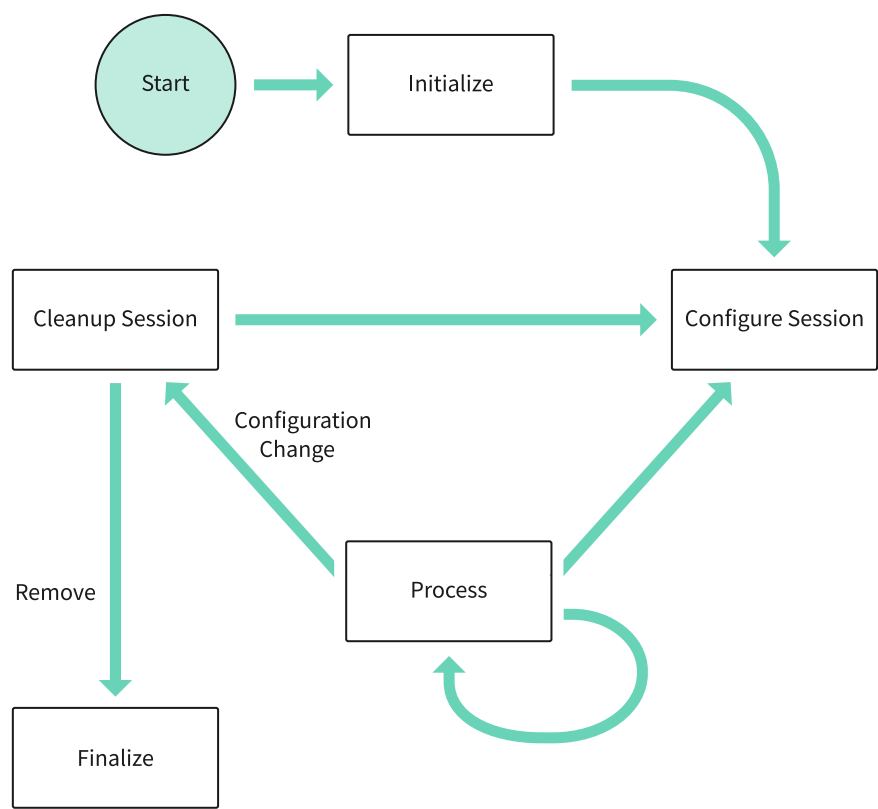 Start
Initialize
Cleanup Session
Configure Session
Configuration
Change
Process
Remove
Finalize